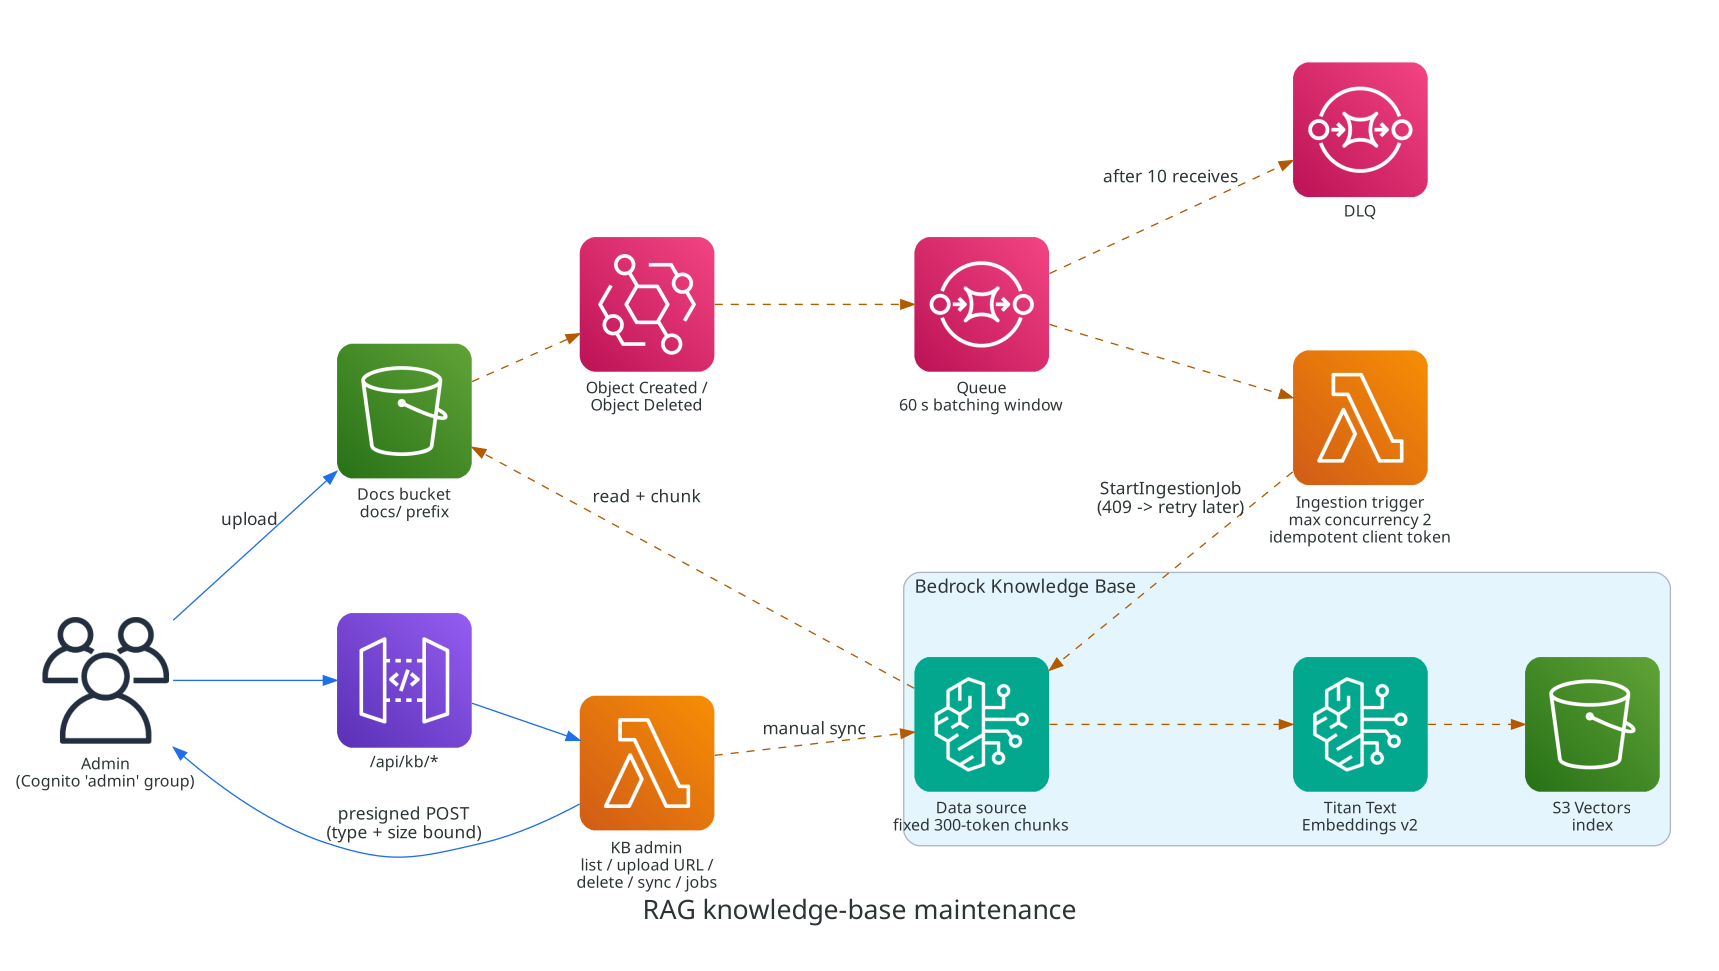 after 10 receives
DLQ
Object Created /
Object Deleted
Queue
60 s batching window
upload
Docs bucket
docs/ prefix
read + chunk
StartIngestionJob
(409 -> retry later)
Ingestion trigger
max concurrency 2
idempotent client token
Bedrock Knowledge Base
Admin
(Cognito 'admin' group)
/api/kb/*
presigned POST
(type + size bound)
manual sync
KB admin
list / upload URL /
delete / sync / jobs
Data source
fixed 300-token chunks
Titan Text
Embeddings v2
S3 Vectors
index
RAG knowledge-base maintenance